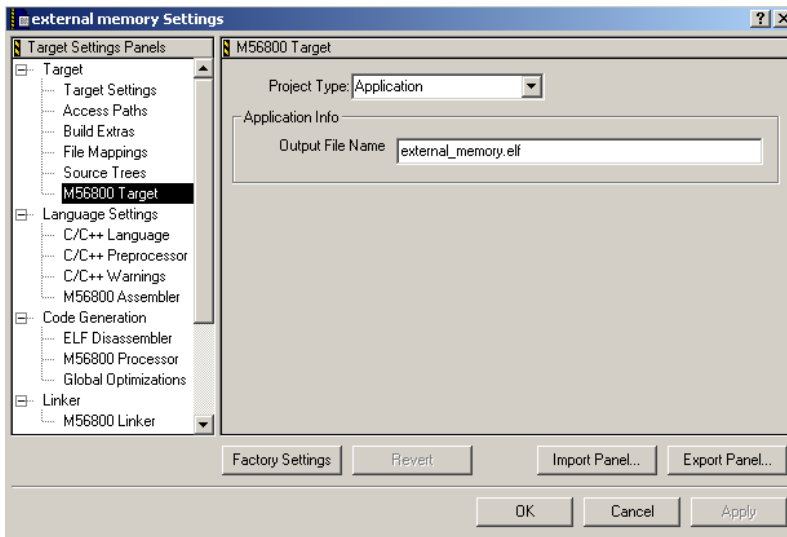 external memory Settings
Target Settings Panels
Target
Target Settings
Access Paths
Build Extras
File Mappings
Source Trees
M56800 Target
Language Settings
C/C++ Language
C/C++ Preprocessor
C/C++ Warnings
M56800 Assembler
Code Generation
ELF Disassembler
M56800 Processor
Global Optimizations
Linker
M56800 Linker
M56800 Target
Project Type: Application
Application Info
Output File Name external_memory.elf
Factory Settings Revert Import Panel... Export Panel...
OK Cancel Apply